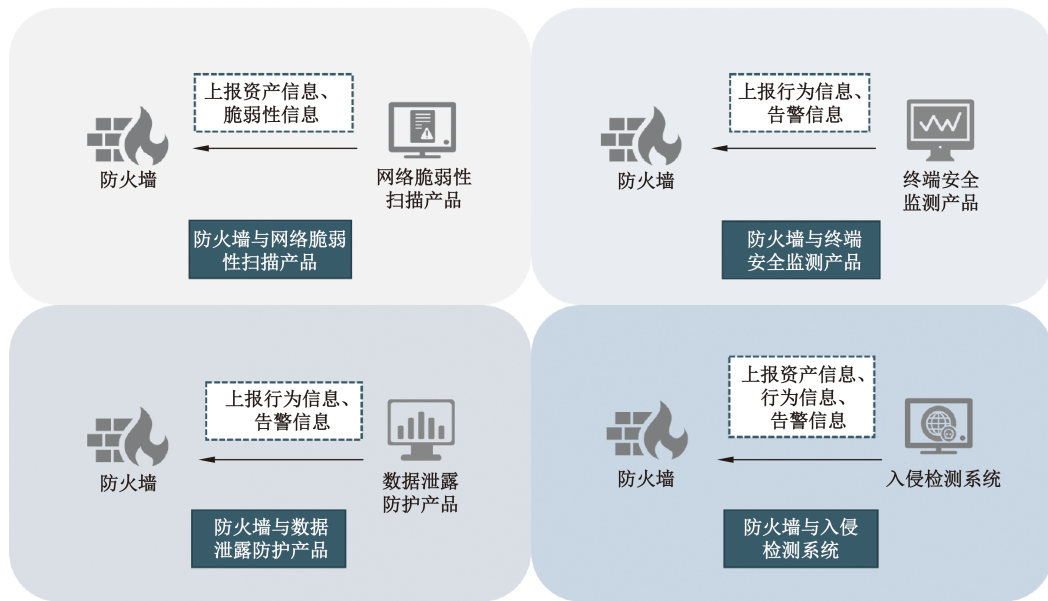 上报资产信息、
脆弱性信息
防火墙
网络脆弱性
扫描产品
防火墙与网络脆弱
性扫描产品
上报行为信息、
告警信息
防火墙
终端安全
监测产品
防火墙与终端
安全监测产品
上报行为信息、
告警信息
防火墙
数据泄露
防护产品
防火墙与数据
泄露防护产品
上报资产信息、
行为信息、
告警信息
防火墙
入侵检测系统
防火墙与入侵
检测系统